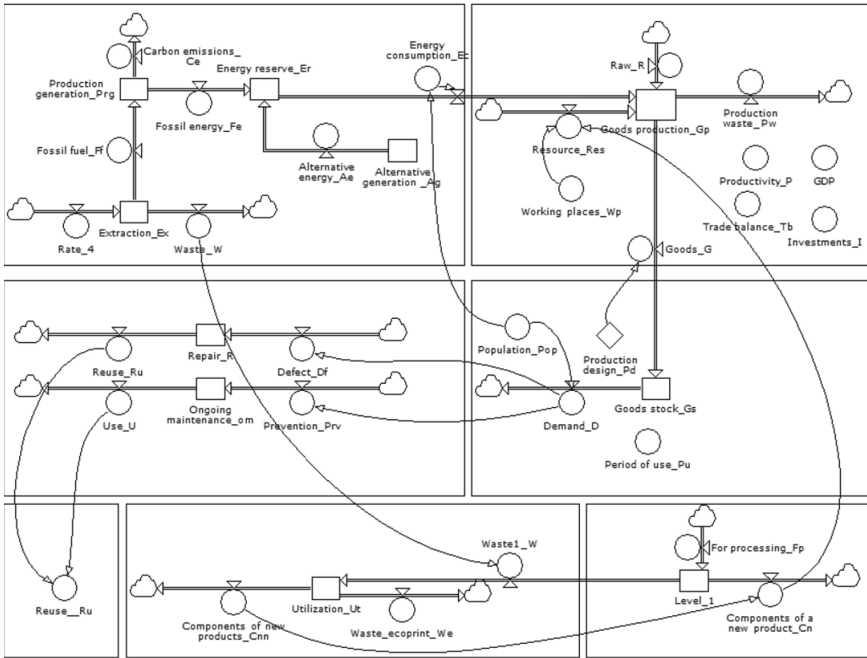 Carbon emissions_
Ce
Production
generation_Prg
Energy reserve_Er
Fossil energy_Fe
Fossil fuel_Ff
Alternative
energy_Ae
Alternative
generation _Ag
Extraction_Ex
Rate_4
Waste_W
Energy
consumption_Ec
Raw_R
Goods production_Gp
Production
waste_Pw
Resource_Res
Working places_Wp
Productivity_P
GDP
Trade balance_Tb
Investments_I
Goods_G
Reuse_Ru
Repair_R
Defect_Df
Use_U
Ongoing
maintenance_om
Prevention_Prv
Population_Pop
Production
design_Pd
Demand_D
Goods stock_Gs
Period of use_Pu
Reuse__Ru
Waste1_W
Components of new
products_Cnn
Utilization_Ut
Waste_ecoprint_We
For processing_Fp
Level_1
Components of a
new product_Cn